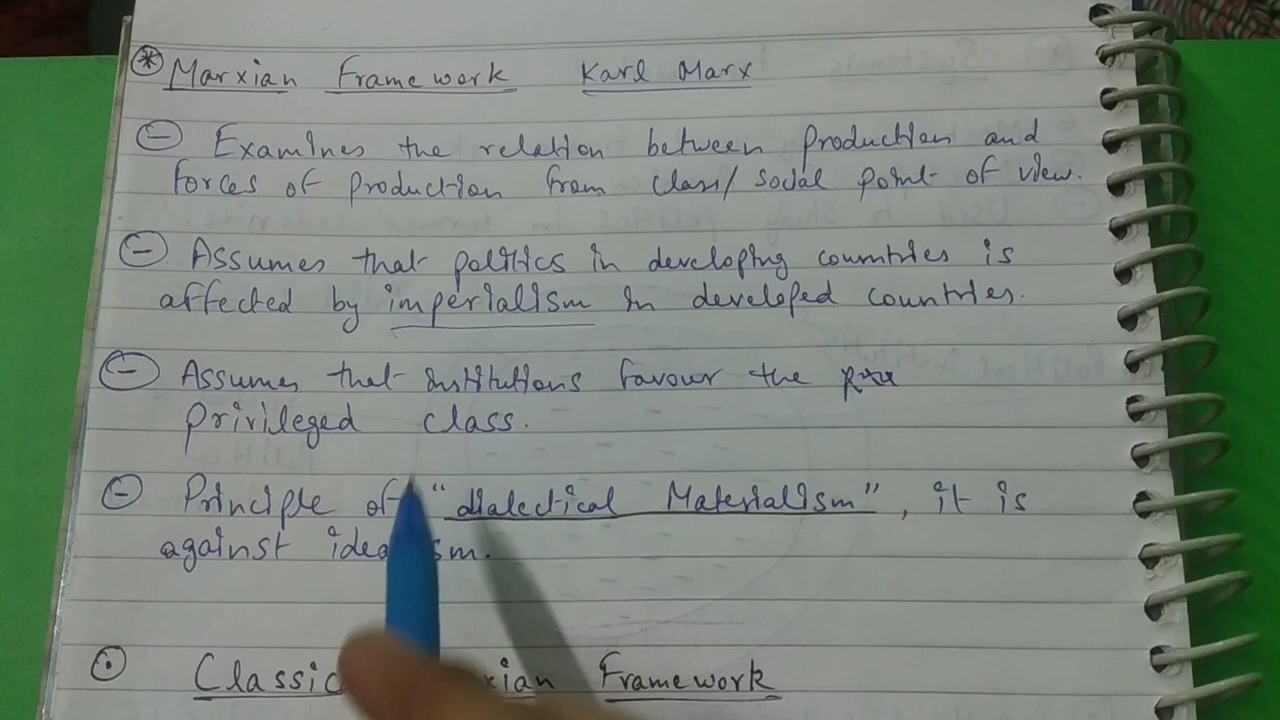 Marxian Framework Karl Marx
Examines the relation between production and
forces of production from class/ social point of view.
Assumes that politics in developing countries is
affected by imperialism in developed countries.
Assumes that institutions favour the
privileged class.
Principle of "dialectical Materialism", it is
against
Framework